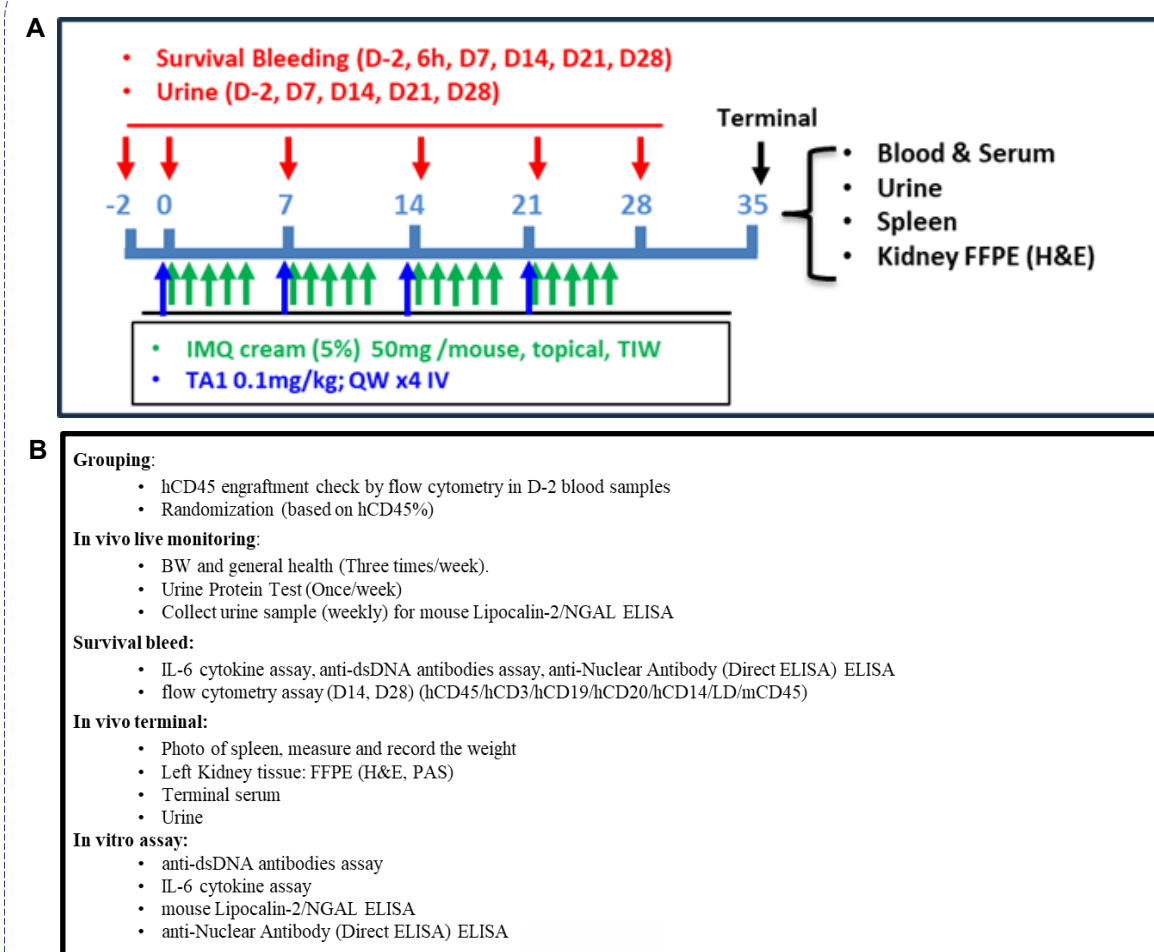 A
• Survival Bleeding (D-2, 6h, D7, D14, D21, D28)
• Urine (D-2, D7, D14, D21, D28)
Terminal
-2 0 7 14 21 28 35
• Blood & Serum
• Urine
• Spleen
• Kidney FFPE (H&E)
• IMQ cream (5%) 50mg /mouse, topical, TIW
• TA1 0.1mg/kg; QW x4 IV
B
Grouping:
• hCD45 engraftment check by flow cytometry in D-2 blood samples
• Randomization (based on hCD45%)
In vivo live monitoring:
• BW and general health (Three times/week).
• Urine Protein Test (Once/week)
• Collect urine sample (weekly) for mouse Lipocalin-2/NGAL ELISA
Survival bleed:
• IL-6 cytokine assay, anti-dsDNA antibodies assay, anti-Nuclear Antibody (Direct ELISA) ELISA
• flow cytometry assay (D14, D28) (hCD45/hCD3/hCD19/hCD20/hCD14/LD/mCD45)
In vivo terminal:
• Photo of spleen, measure and record the weight
• Left Kidney tissue: FFPE (H&E, PAS)
• Terminal serum
• Urine
In vitro assay:
• anti-dsDNA antibodies assay
• IL-6 cytokine assay
• mouse Lipocalin-2/NGAL ELISA
• anti-Nuclear Antibody (Direct ELISA) ELISA